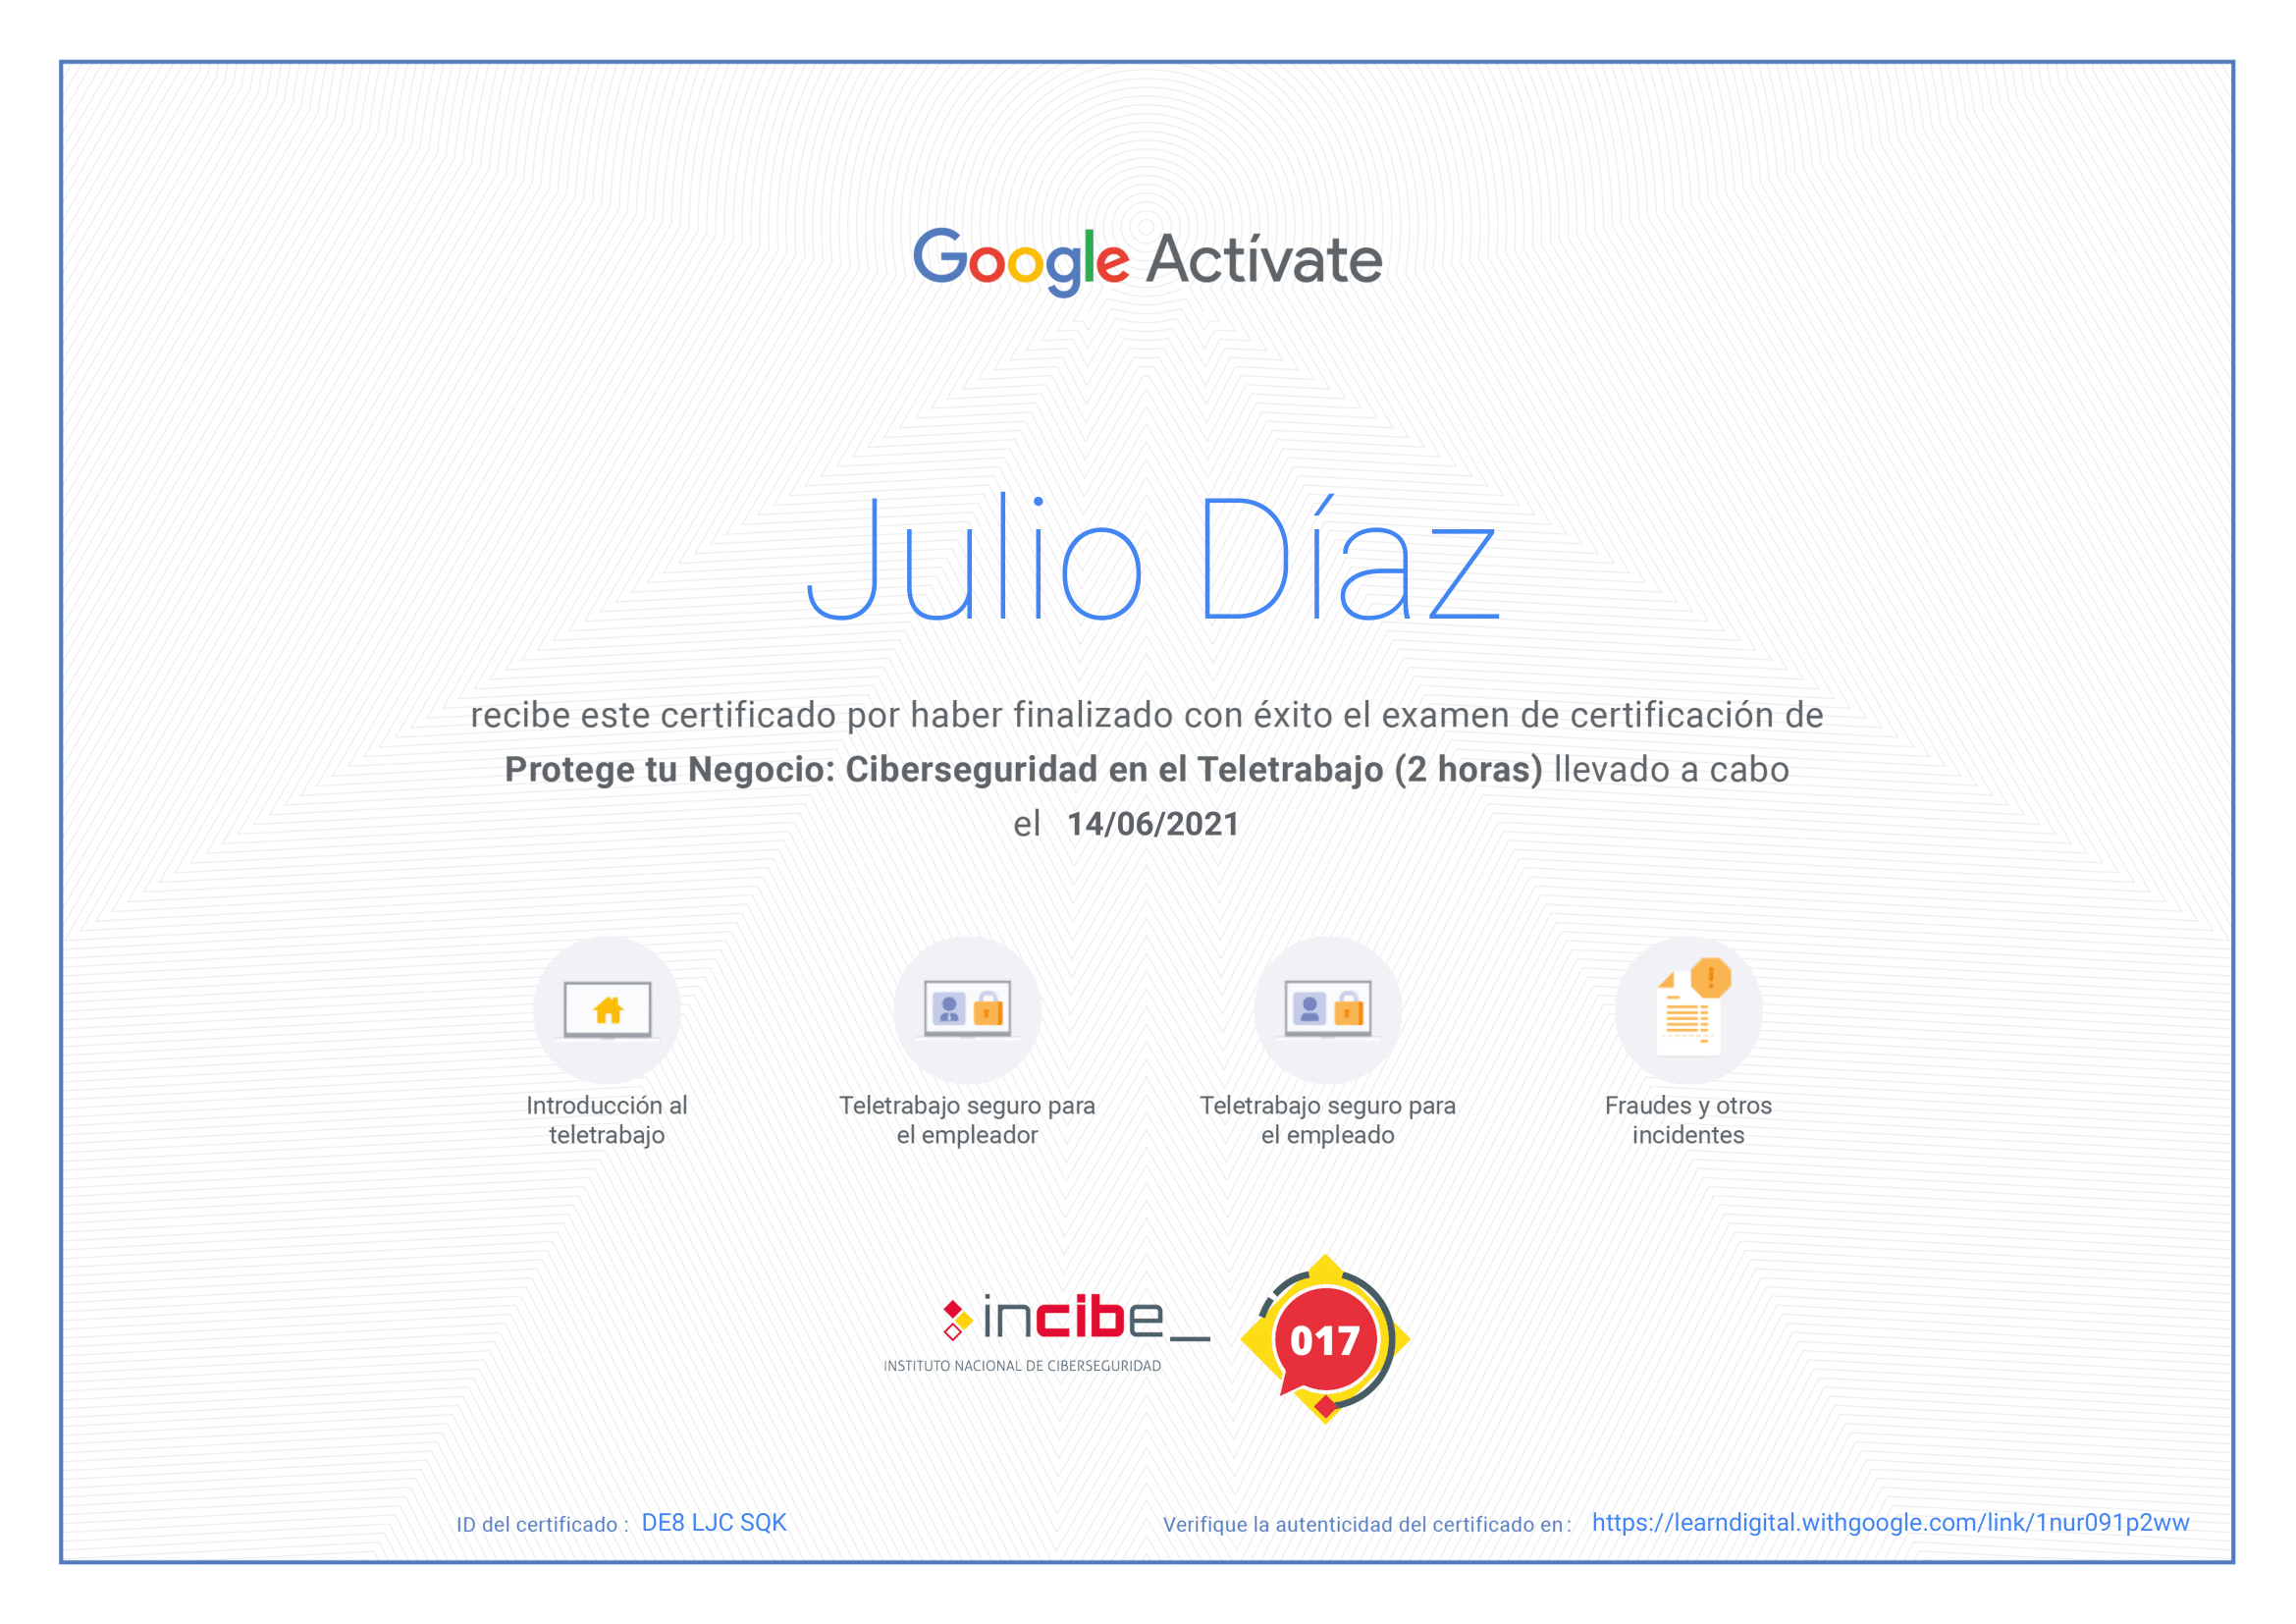 Google Actívate
Julio Díaz
recibe este certificado por haber finalizado con éxito el examen de certificación de
Protege tu Negocio: Ciberseguridad en el Teletrabajo (2 horas) llevado a cabo
el 14/06/2021
Introducción al
teletrabajo
Teletrabajo seguro para
el empleador
Teletrabajo seguro para
el empleado
Fraudes y otros
incidentes
incibe_
INSTITUTO NACIONAL DE CIBERSEGURIDAD
017
ID del certificado : DE8 LJC SQK
Verifique la autenticidad del certificado en : https://learndigital.withgoogle.com/link/1nur091p2ww